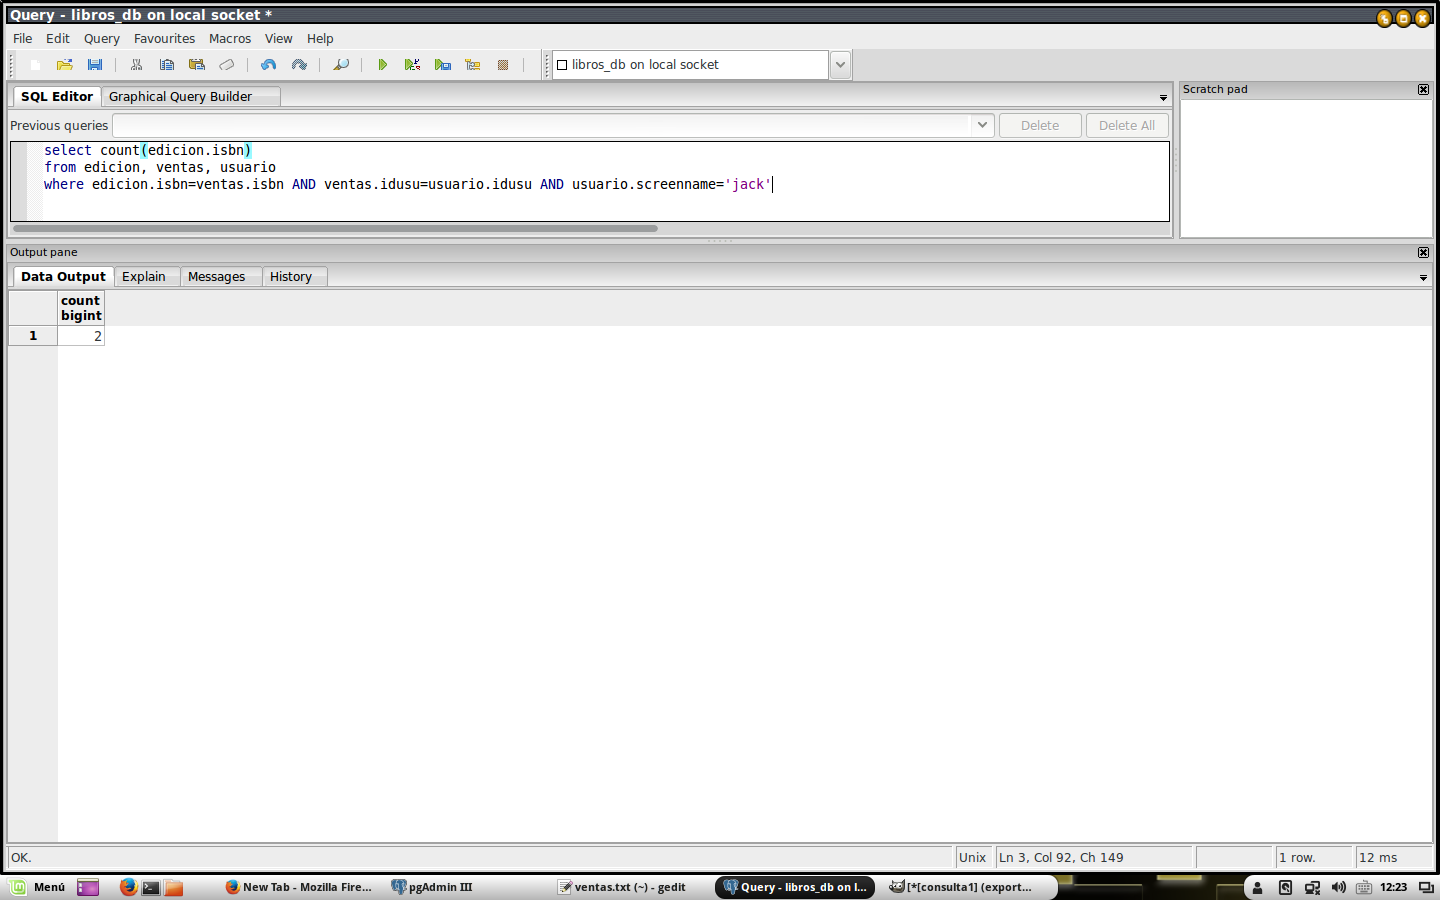 Query - libros_db on local socket *
File Edit Query Favourites Macros View Help
libros_db on local socket
SQL Editor Graphical Query Builder
Previous queries Delete Delete All
select count(edicion.isbn)
from edicion, ventas, usuario
where edicion.isbn=ventas.isbn AND ventas.idusu=usuario.idusu AND usuario.screenname='jack'
Scratch pad
Output pane
Data Output Explain Messages History
count
bigint
1 2
OK. Unix Ln 3, Col 92, Ch 149 1 row. 12 ms
Menú New Tab - Mozilla Fire... pgAdmin III ventas.txt (~) - gedit Query - libros_db on l... [*[consulta1] (export... 12:23